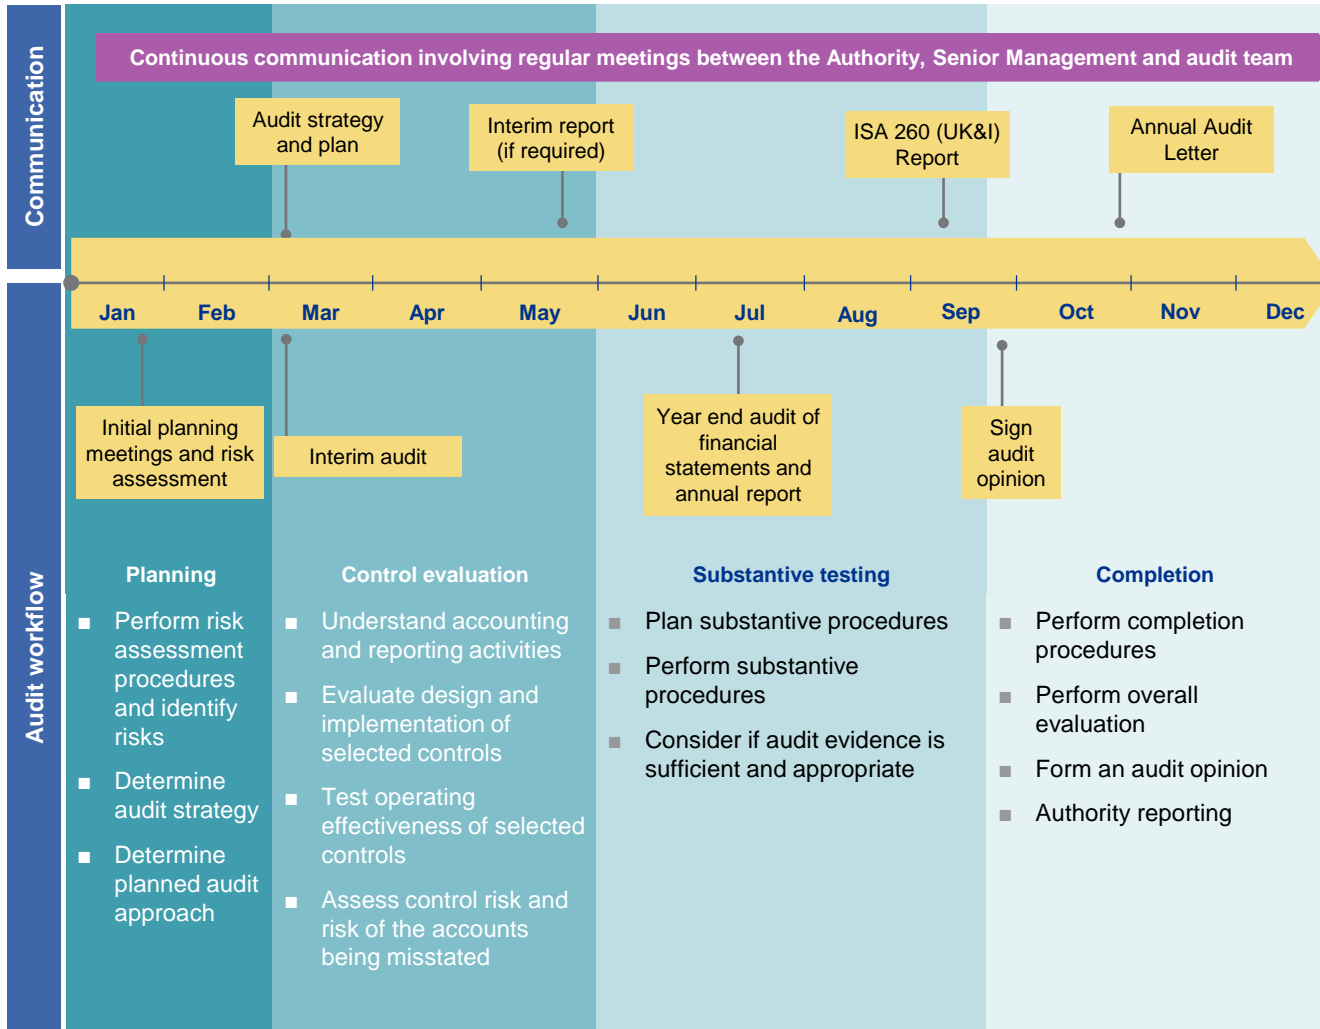 Communication
Continuous communication involving regular meetings between the Authority, Senior Management and audit team
Audit strategy
and plan
Interim report
(if required)
ISA 260 (UK&I)
Report
Annual Audit
Letter
Jan
Feb
Mar
Apr
May
Jun
Jul
Aug
Sep
Oct
Nov
Dec
Audit workflow
Initial planning
meetings and risk
assessment
Interim audit
Year end audit of
financial
statements and
annual report
Sign
audit
opinion
Planning
■ Perform risk
assessment
procedures
and identify
risks
■ Determine
audit strategy
■ Determine
planned audit
approach
Control evaluation
■ Understand accounting
and reporting activities
■ Evaluate design and
implementation of
selected controls
■ Test operating
effectiveness of selected
controls
■ Assess control risk and
risk of the accounts
being misstated
Substantive testing
■ Plan substantive procedures
■ Perform substantive
procedures
■ Consider if audit evidence is
sufficient and appropriate
Completion
■ Perform completion
procedures
■ Perform overall
evaluation
■ Form an audit opinion
■ Authority reporting